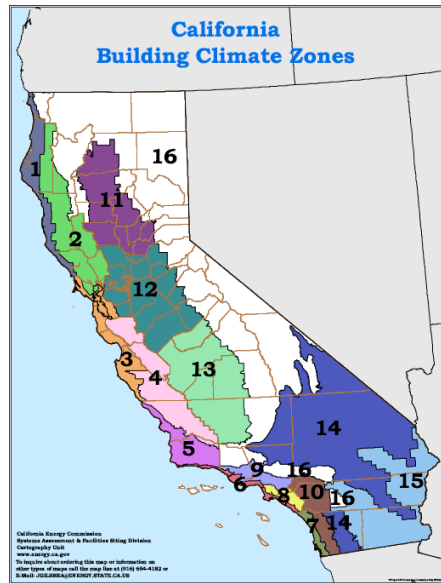 California
Building Climate Zones
16
1
11
2
12
3
4
13
14
5
9
16
15
6
8
10
16
7
14
California Energy Commission
Systems Assessment & Facilities Siting Division
Cartography Unit
www.energy.ca.gov
To inquire about ordering this map or information on
other types of maps call the map line at (916) 654-4182 or